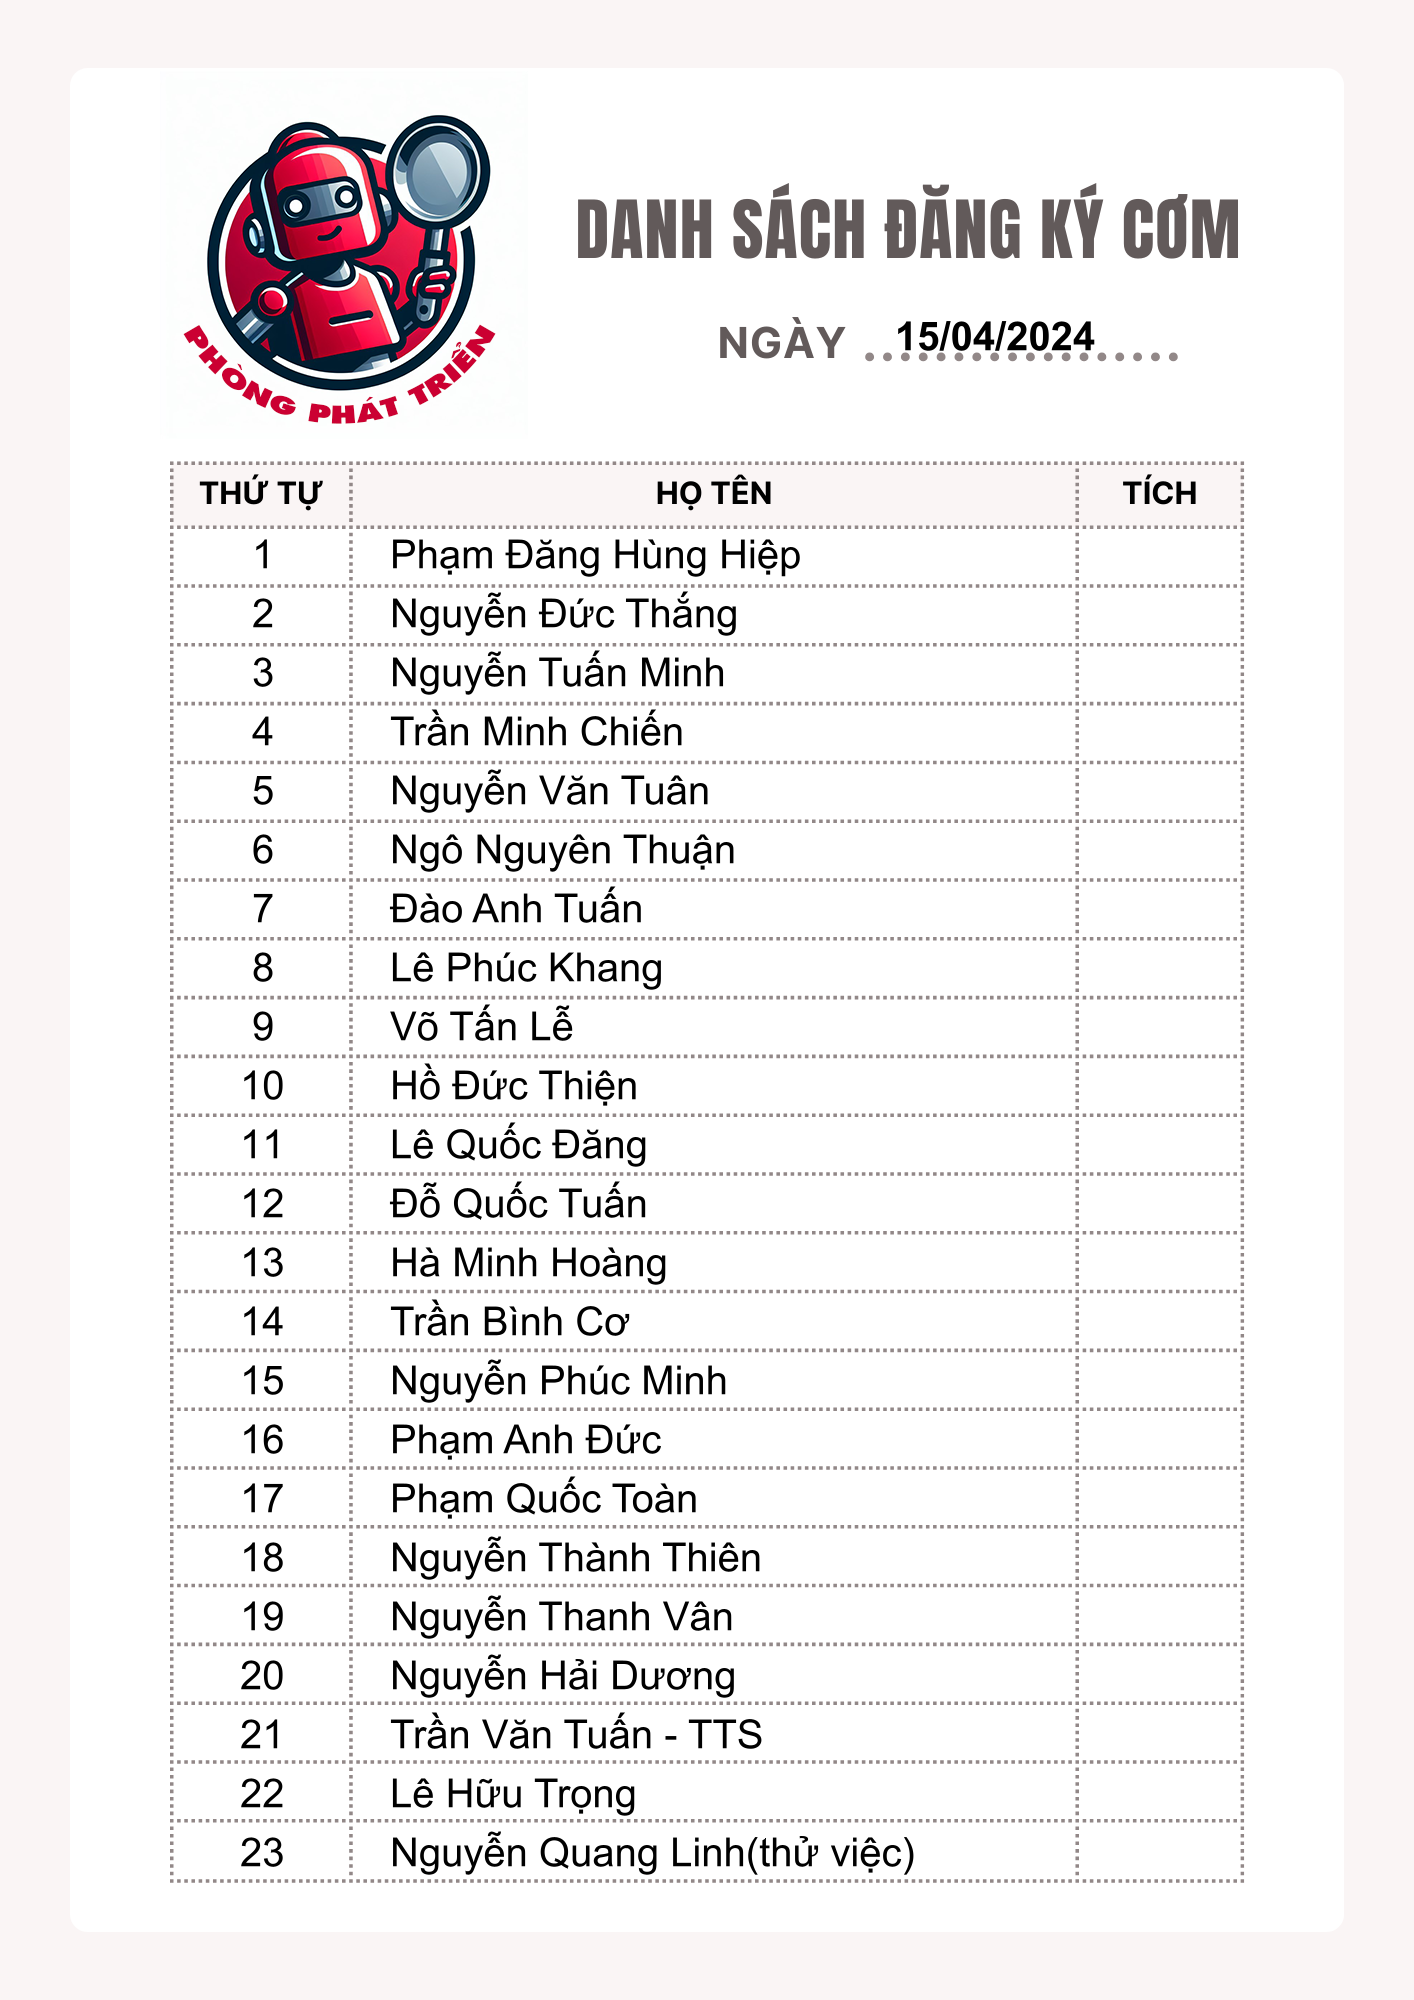 PHÒNG PHÁT TRIỂN
DANH SÁCH ĐĂNG KÝ CƠM
NGÀY 15/04/2024
THỨ TỰ HỌ TÊN TÍCH
1 Phạm Đăng Hùng Hiệp
2 Nguyễn Đức Thắng
3 Nguyễn Tuấn Minh
4 Trần Minh Chiến
5 Nguyễn Văn Tuân
6 Ngô Nguyên Thuận
7 Đào Anh Tuấn
8 Lê Phúc Khang
9 Võ Tấn Lễ
10 Hồ Đức Thiện
11 Lê Quốc Đăng
12 Đỗ Quốc Tuấn
13 Hà Minh Hoàng
14 Trần Bình Cơ
15 Nguyễn Phúc Minh
16 Phạm Anh Đức
17 Phạm Quốc Toàn
18 Nguyễn Thành Thiên
19 Nguyễn Thanh Vân
20 Nguyễn Hải Dương
21 Trần Văn Tuấn - TTS
22 Lê Hữu Trọng
23 Nguyễn Quang Linh(thử việc)